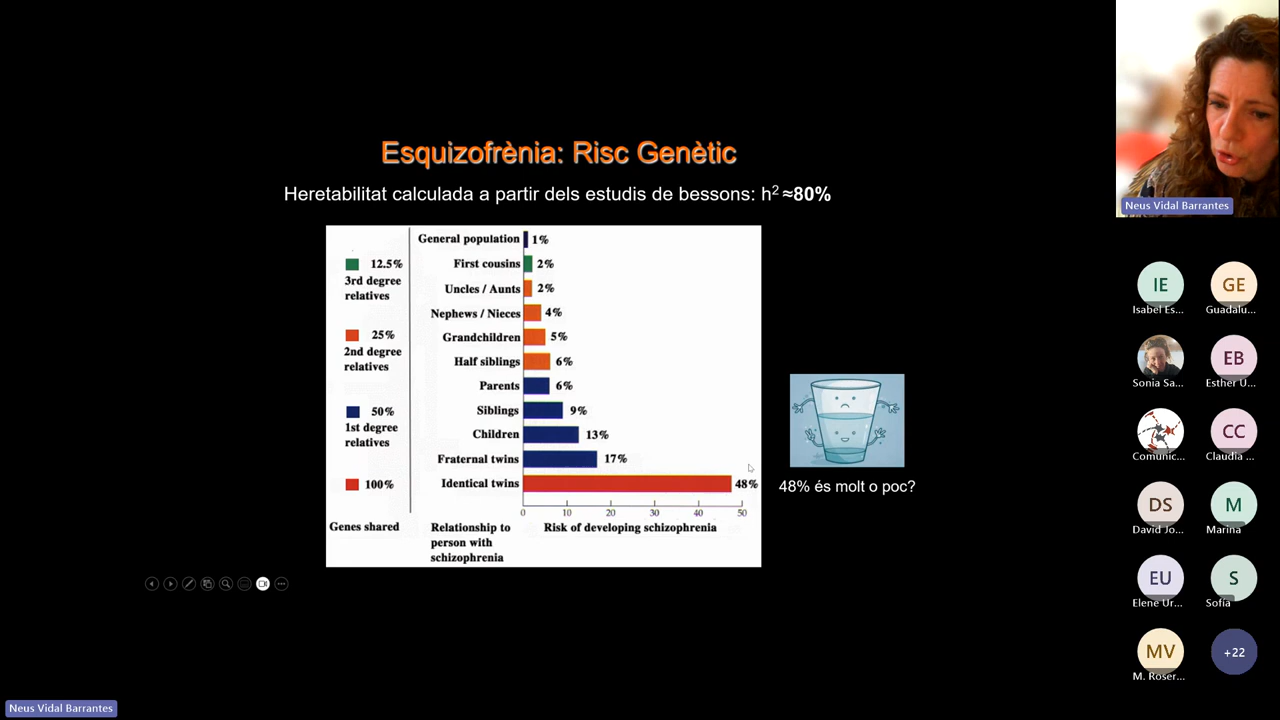 Esquizofrènia: Risc Genètic
Heretabilitat calculada a partir dels estudis de bessons: h² ≈80%
12.5%
3rd degree
relatives
25%
2nd degree
relatives
50%
1st degree
relatives
100%
Genes shared
General population 1%
First cousins 2%
Uncles / Aunts 2%
Nephews / Nieces 4%
Grandchildren 5%
Half siblings 6%
Parents 6%
Siblings 9%
Children 13%
Fraternal twins 17%
Identical twins 48%
0 10 20 30 40 50
Relationship to
person with
schizophrenia
Risk of developing schizophrenia
48% és molt o poc?
Neus Vidal Barrantes
IE
Isabel Es...
GE
Guadalu...
Sonia Sa...
EB
Esther U...
Comunic...
CC
Claudia ...
DS
David Jo...
M
Marina
EU
Elene Ur...
S
Sofía
MV
M. Roser...
+22
Neus Vidal Barrantes